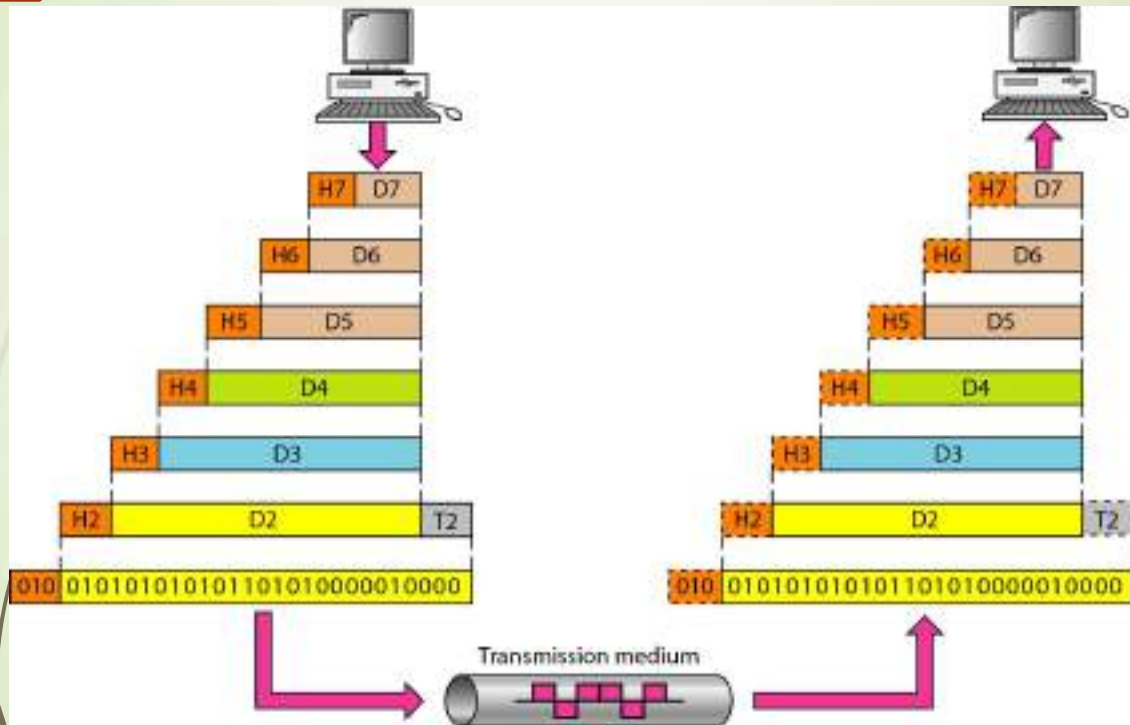 H7 D7 H7 D7
H6 D6 H6 D6
H5 D5 H5 D5
H4 D4 H4 D4
H3 D3 H3 D3
H2 D2 T2 H2 D2 T2
010 010101010101101010000010000 010 010101010101101010000010000
Transmission medium